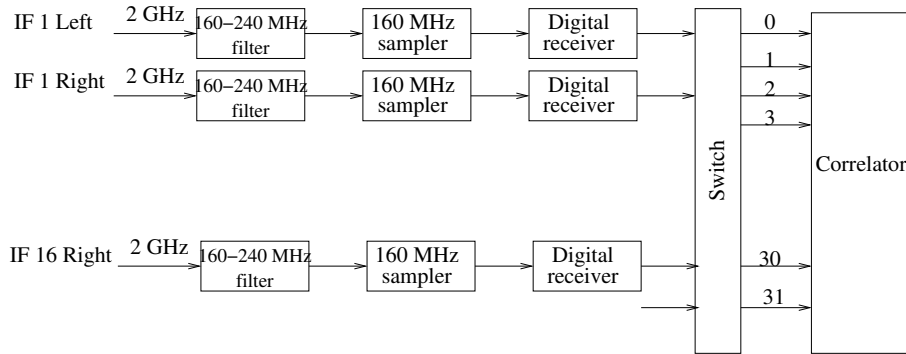 IF 1 Left
2 GHz
160–240 MHz
filter
160 MHz
sampler
Digital
receiver
0
IF 1 Right
2 GHz
160–240 MHz
filter
160 MHz
sampler
Digital
receiver
1
2
3
Switch
Correlator
IF 16 Right
2 GHz
160–240 MHz
filter
160 MHz
sampler
Digital
receiver
30
31